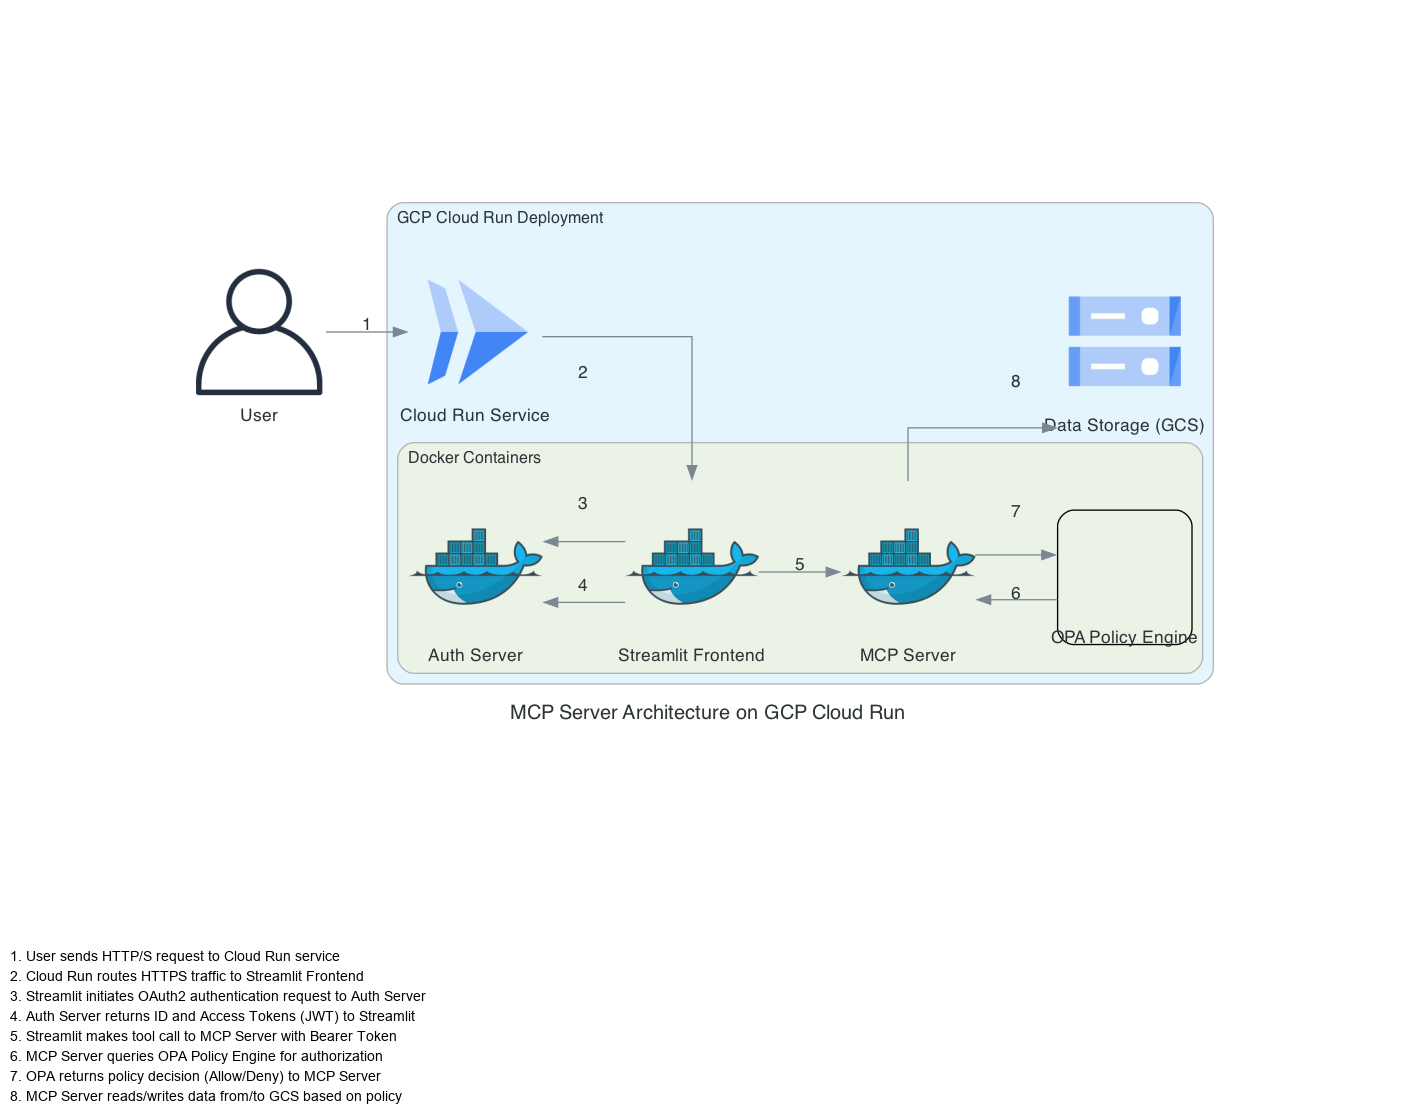 GCP Cloud Run Deployment
1
User
Cloud Run Service
2
8
Data Storage (GCS)
Docker Containers
3
7
5
4
6
OPA Policy Engine
Auth Server
Streamlit Frontend
MCP Server
MCP Server Architecture on GCP Cloud Run
1. User sends HTTP/S request to Cloud Run service
2. Cloud Run routes HTTPS traffic to Streamlit Frontend
3. Streamlit initiates OAuth2 authentication request to Auth Server
4. Auth Server returns ID and Access Tokens (JWT) to Streamlit
5. Streamlit makes tool call to MCP Server with Bearer Token
6. MCP Server queries OPA Policy Engine for authorization
7. OPA returns policy decision (Allow/Deny) to MCP Server
8. MCP Server reads/writes data from/to GCS based on policy